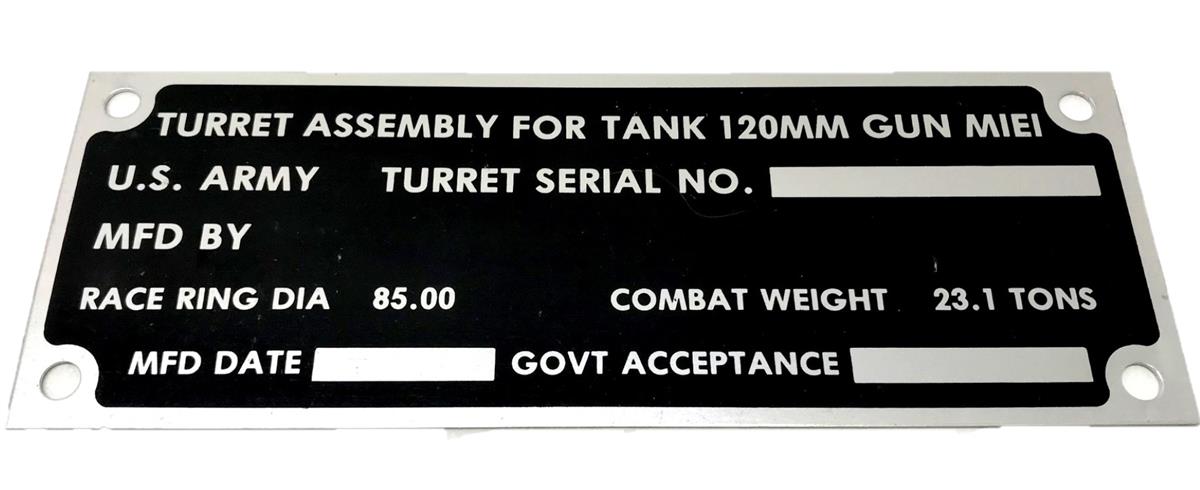 TURRET ASSEMBLY FOR TANK 120MM GUN MIEI
U.S. ARMY TURRET SERIAL NO.
MFD BY
RACE RING DIA 85.00 COMBAT WEIGHT 23.1 TONS
MFD DATE GOVT ACCEPTANCE